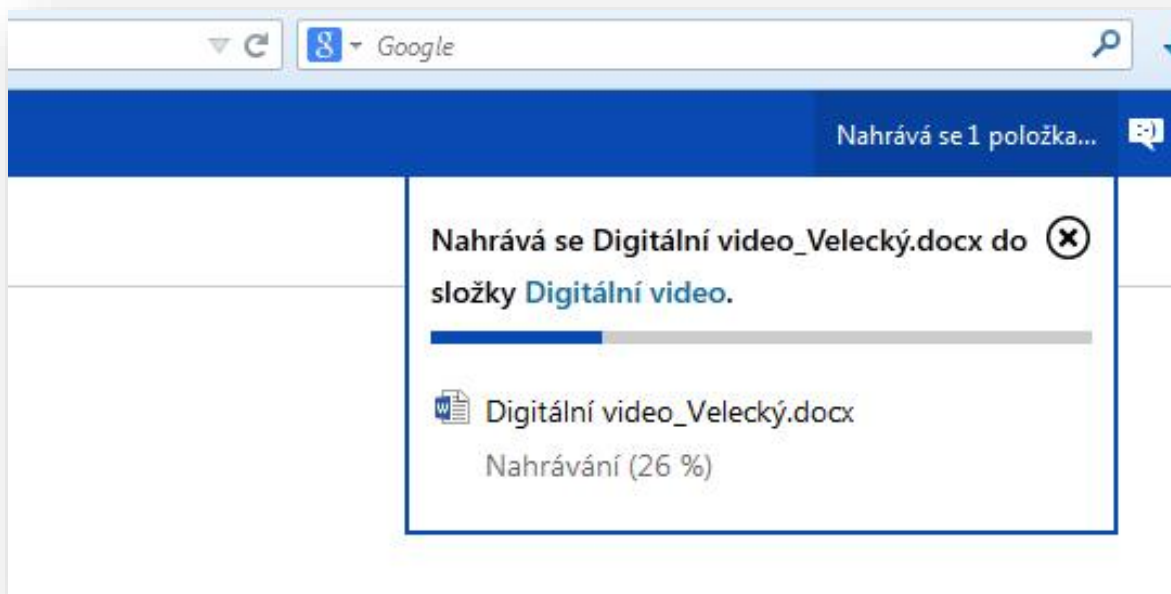 Google
Nahrává se 1 položka...
Nahrává se Digitální video_Velecký.docx do
složky Digitální video.
Digitální video_Velecký.docx
Nahrávání (26 %)